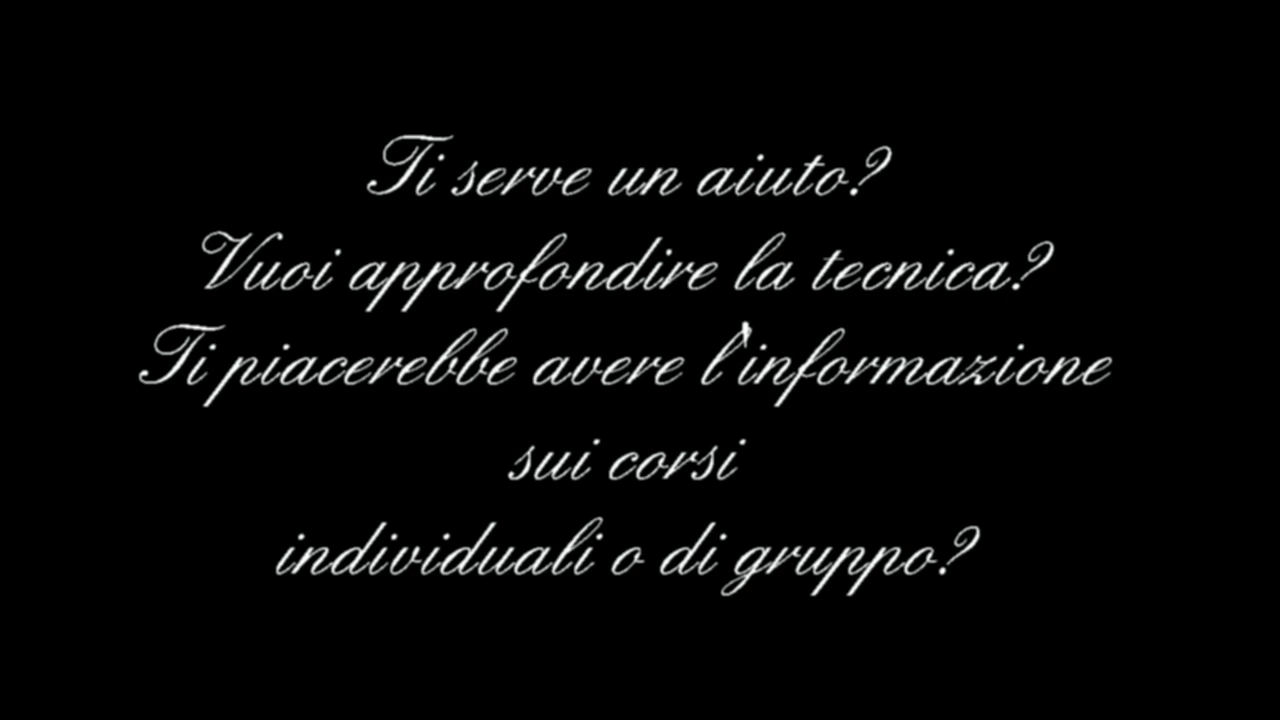 Ti serve un aiuto?
Vuoi approfondire la tecnica?
Ti piacerebbe avere l'informazione
sui corsi
individuali o di gruppo?